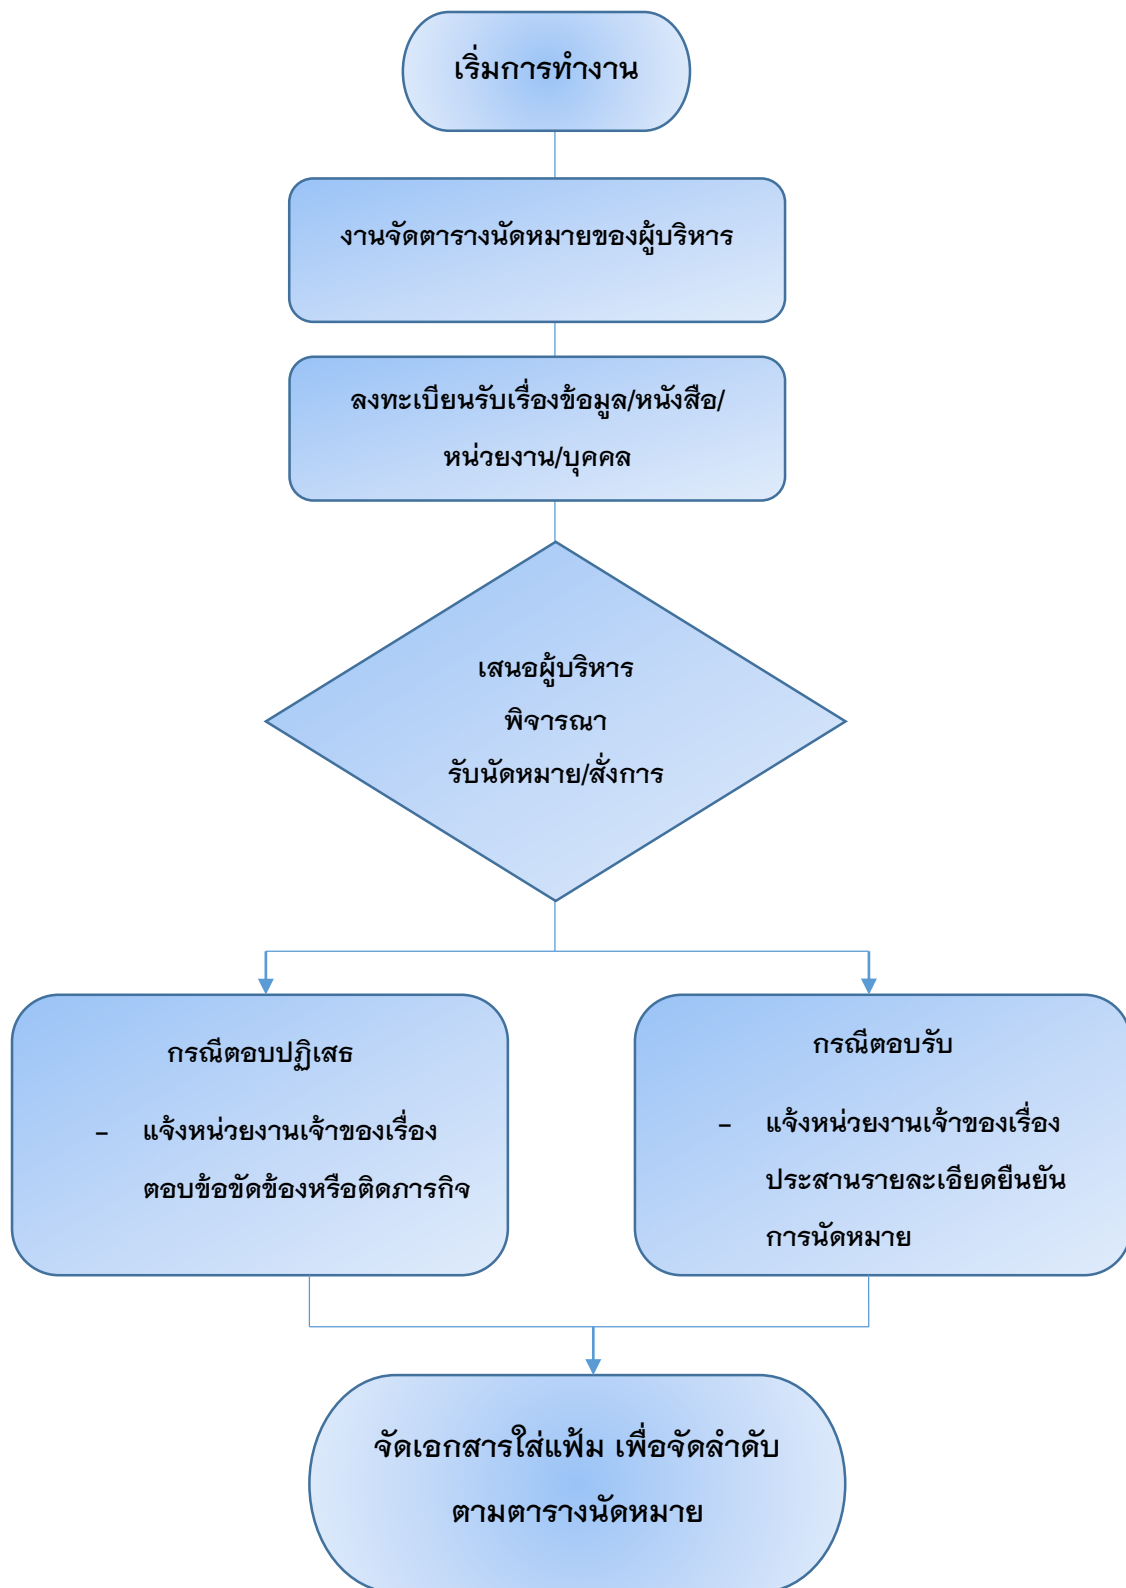 เริ่มการทำงาน
งานจัดตารางนัดหมายของผู้บริหาร
ลงทะเบียนรับเรื่องข้อมูล/หนังสือ/
หน่วยงาน/บุคคล
เสนอผู้บริหาร
พิจารณา
รับนัดหมาย/สั่งการ
กรณีตอบปฏิเสธ
- แจ้งหน่วยงานเจ้าของเรื่อง
ตอบข้อขัดข้องหรือติดภารกิจ
กรณีตอบรับ
- แจ้งหน่วยงานเจ้าของเรื่อง
ประสานรายละเอียดยืนยัน
การนัดหมาย
จัดเอกสารใส่แฟ้ม เพื่อจัดลำดับ
ตามตารางนัดหมาย